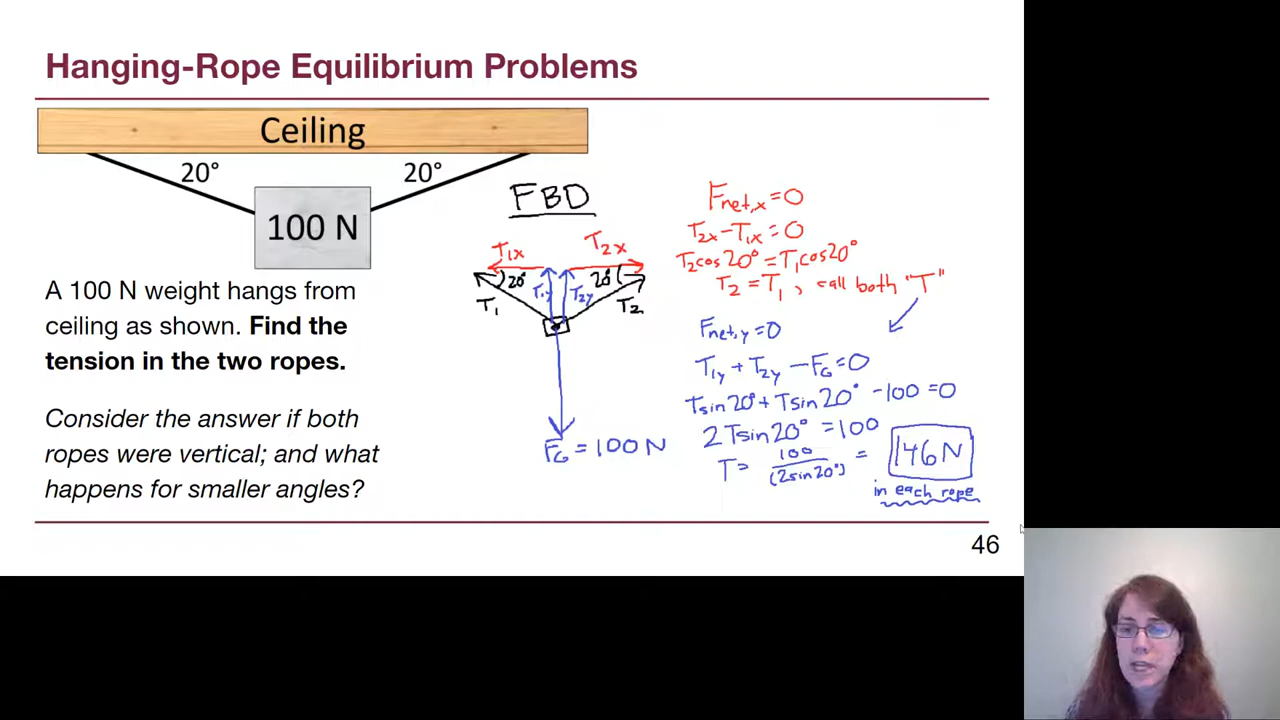 Hanging-Rope Equilibrium Problems
Ceiling
20°
20°
100 N
A 100 N weight hangs from
ceiling as shown. Find the
tension in the two ropes.
Consider the answer if both
ropes were vertical; and what
happens for smaller angles?
FBD
T1x
T2x
20°
20°
T1y
T2y
T1
T2
FG = 100 N
Fnet,x = 0
T2x - T1x = 0
T2cos20° = T1cos20°
T2 = T1, call both "T"
Fnet,y = 0
T1y + T2y - FG = 0
Tsin20° + Tsin20° - 100 = 0
2Tsin20° = 100
T = 100/(2sin20°) = 146 N
in each rope
46